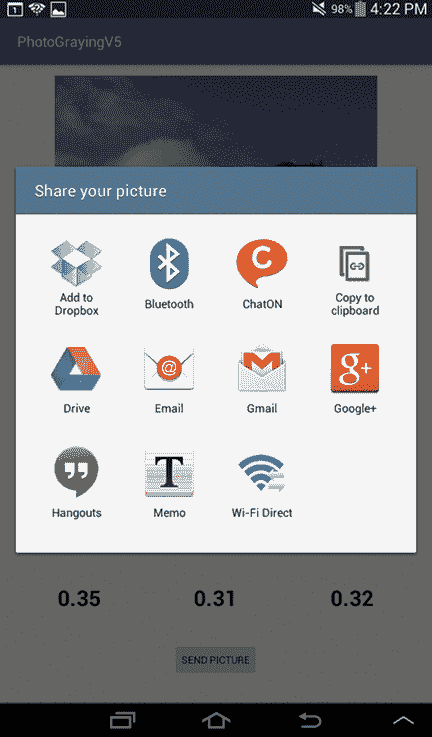 1 98% 4:22 PM
PhotoGrayingV5
Share your picture
Add to
Dropbox
Bluetooth
C
ChatON
Copy to
clipboard
Drive
@
Email
M
Gmail
g+
Google+
Hangouts
T
Memo
Wi-Fi Direct
0.35 0.31 0.32
SEND PICTURE